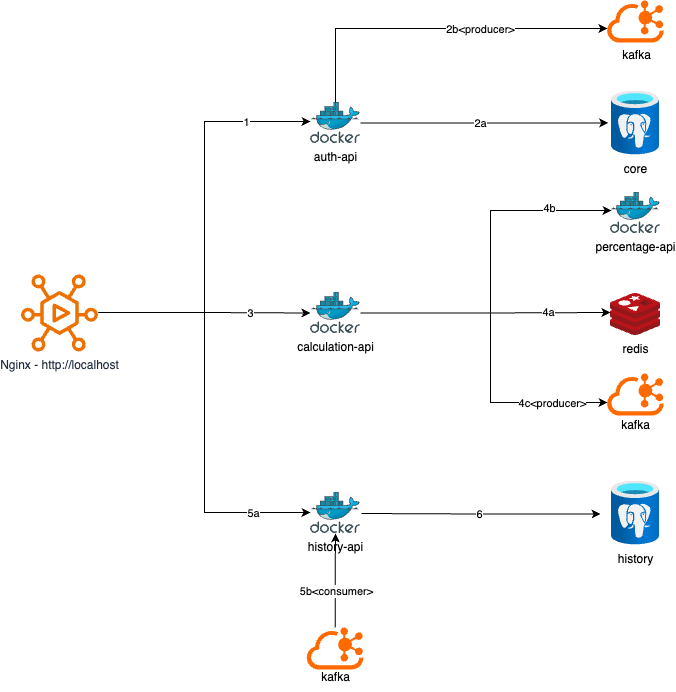 2b<producer>
kafka
1
docker
auth-api
2a
core
4b
docker
percentage-api
Nginx - http://localhost
3
docker
calculation-api
4a
redis
4c<producer>
kafka
5a
docker
history-api
6
history
5b<consumer>
kafka